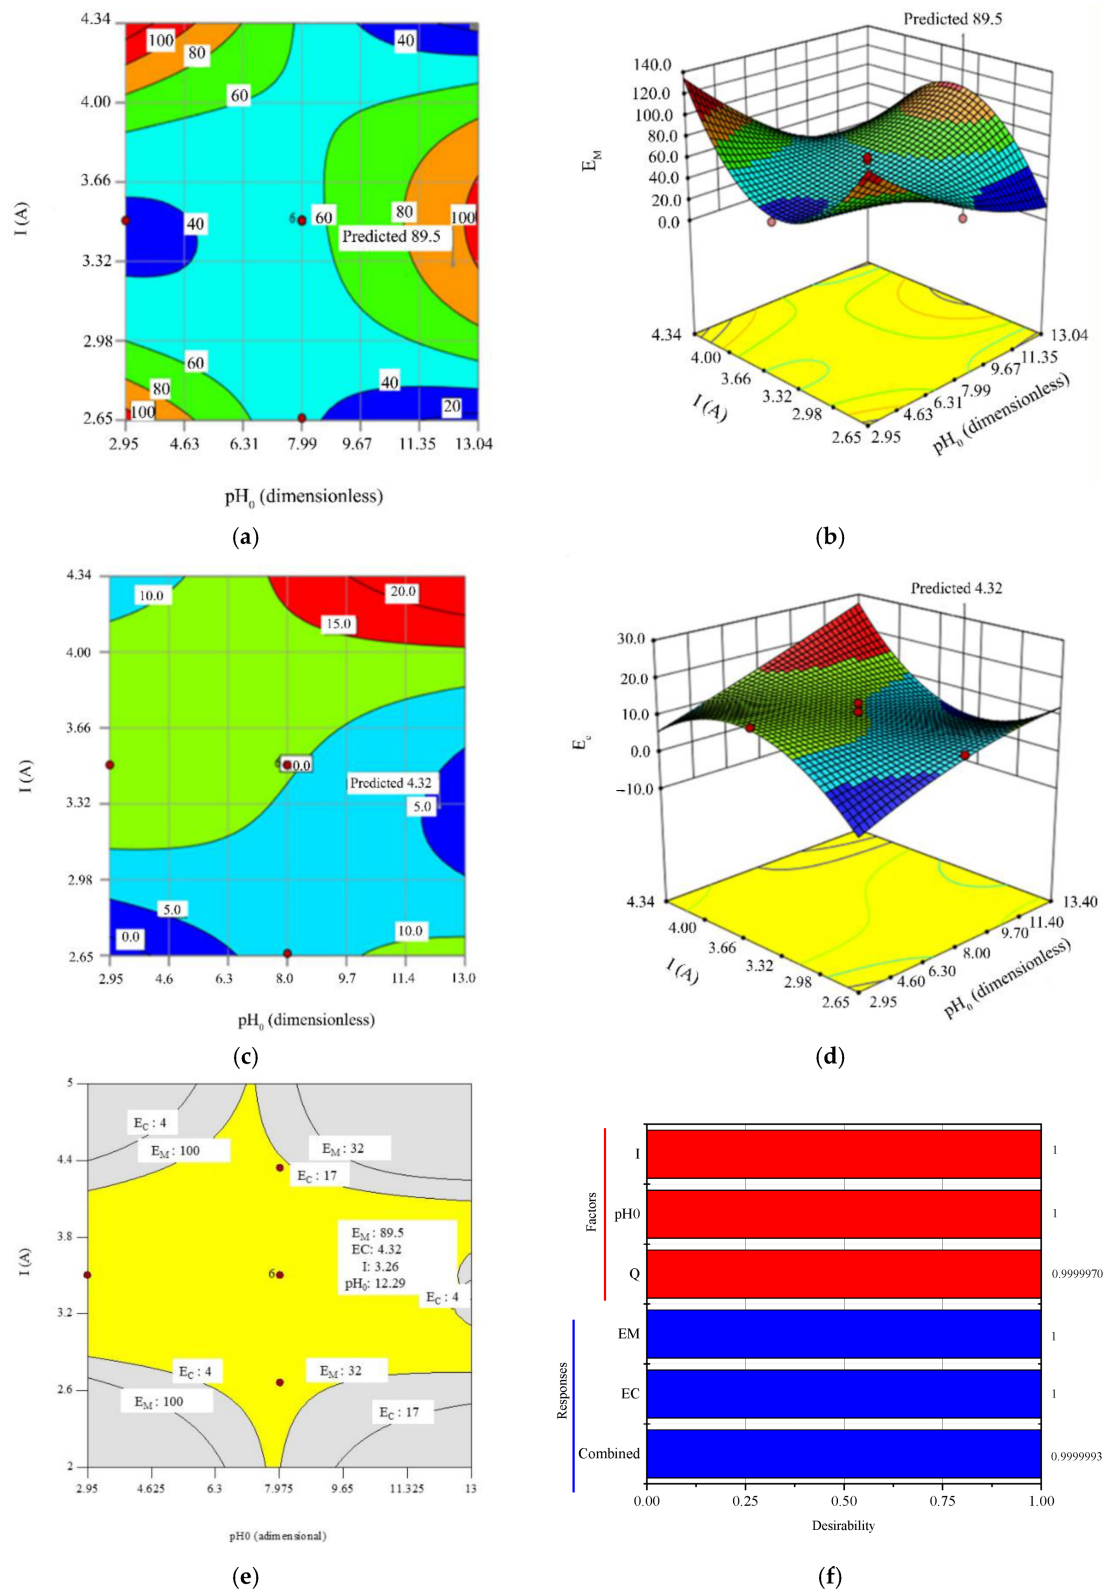 4.34
4.00
3.66
3.32
2.98
2.65
I (A)
100
80
60
40
40
60
80
100
6
Predicted 89.5
60
80
100
40
20
2.95 4.63 6.31 7.99 9.67 11.35 13.04
pH0 (dimensionless)
(a)
Predicted 89.5
140.0
120.0
100.0
80.0
60.0
40.0
20.0
0.0
EM
4.34
4.00
3.66
3.32
2.98
2.65
I (A)
2.95
4.63
6.31
7.99
9.67
11.35
13.04
pH0 (dimensionless)
(b)
4.34
4.00
3.66
3.32
2.98
2.65
I (A)
10.0
20.0
15.0
0.0
Predicted 4.32
5.0
5.0
0.0
10.0
2.95 4.6 6.3 8.0 9.7 11.4 13.0
pH0 (dimensionless)
(c)
Predicted 4.32
30.0
20.0
10.0
0.0
−10.0
Ec
4.34
4.00
3.66
3.32
2.98
2.65
I (A)
2.95
4.60
6.30
8.00
9.70
11.40
13.40
pH0 (dimensionless)
(d)
5
4.4
3.8
3.2
2.6
2
I (A)
EC : 4
EM : 100
EM : 32
EC : 17
6
EM : 89.5
EC: 4.32
I: 3.26
pH0: 12.29
EC : 4
EC : 4
EM : 100
EM : 32
EC : 17
2.95 4.625 6.3 7.975 9.65 11.325 13
pH0 (adimensional)
(e)
Factors
Responses
I 1
pH0 1
Q 0.9999970
EM 1
EC 1
Combined 0.9999993
0.00 0.25 0.50 0.75 1.00
Desirability
(f)